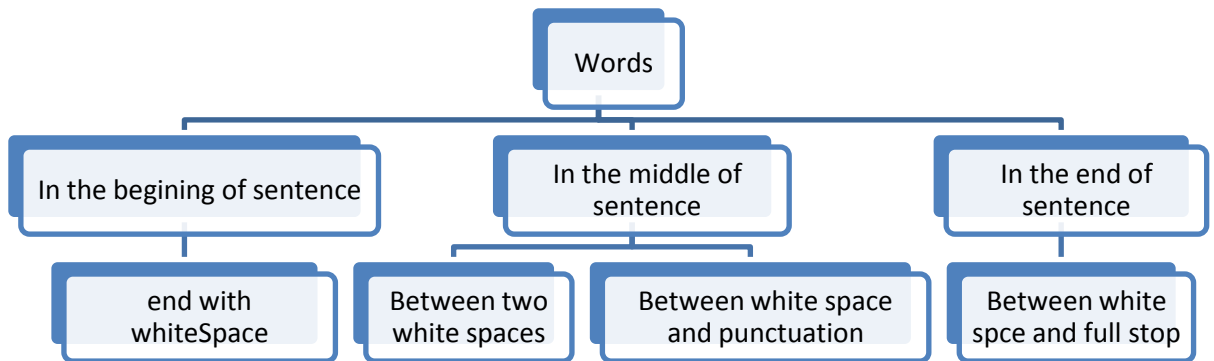 Words
In the begining of sentence
In the middle of
sentence
In the end of
sentence
end with
whiteSpace
Between two
white spaces
Between white space
and punctuation
Between white
spce and full stop